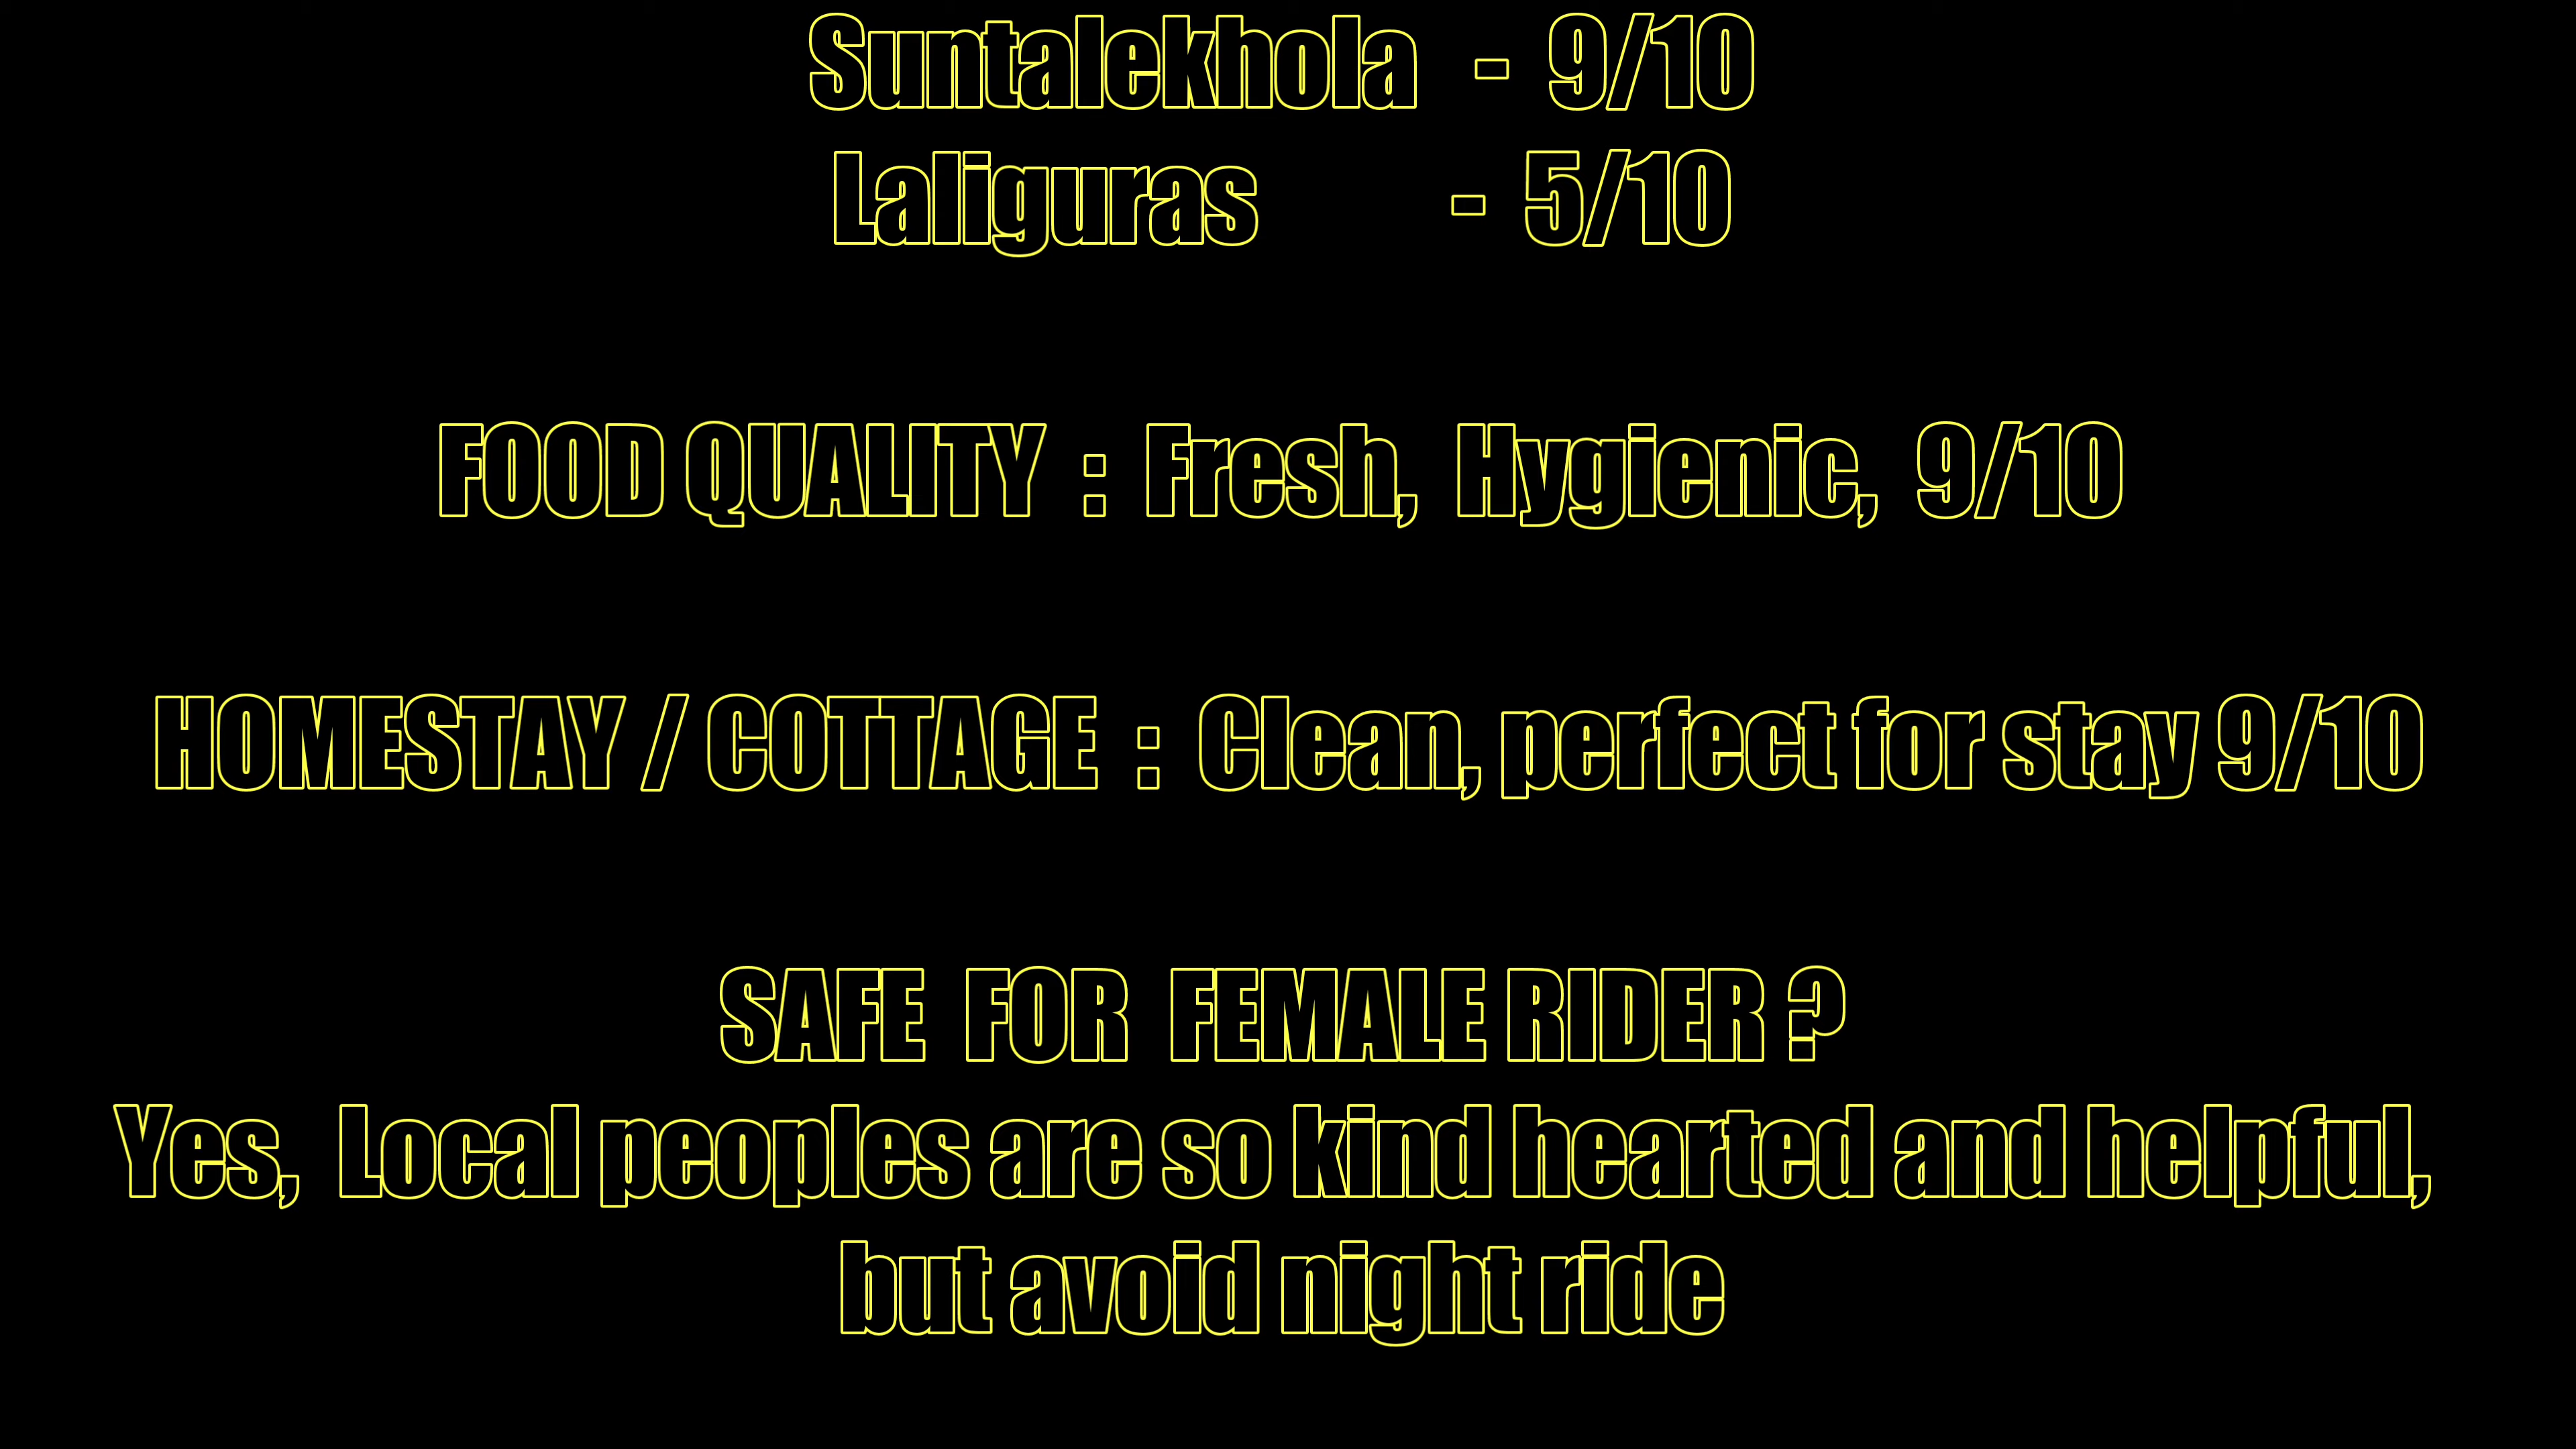 Suntalekhola - 9/10
Laliguras - 5/10
FOOD QUALITY : Fresh, Hygienic, 9/10
HOMESTAY / COTTAGE : Clean, perfect for stay 9/10
SAFE FOR FEMALE RIDER ?
Yes, Local peoples are so kind hearted and helpful,
but avoid night ride